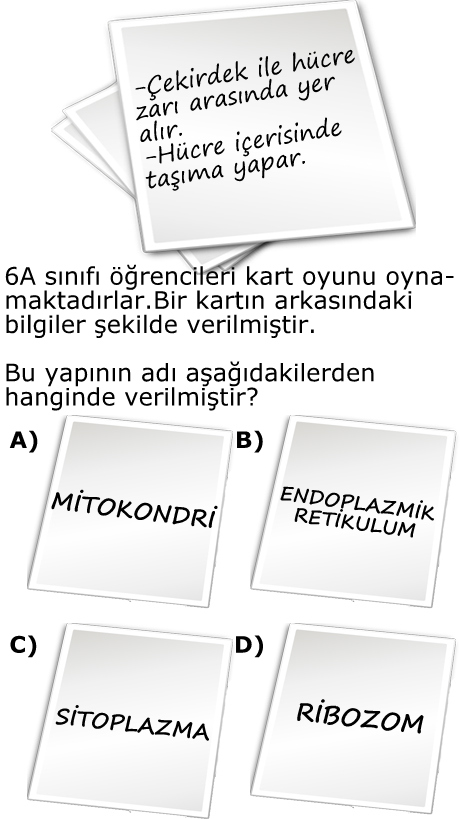 -Çekirdek ile hücre
zarı arasında yer
alır.
-Hücre içerisinde
taşıma yapar.
6A sınıfı öğrencileri kart oyunu oyna-
maktadırlar.Bir kartın arkasındaki
bilgiler şekilde verilmiştir.
Bu yapının adı aşağıdakilerden
hanginde verilmiştir?
A) MİTOKONDRİ
B) ENDOPLAZMİK
RETİKULUM
C) SİTOPLAZMA
D) RİBOZOM